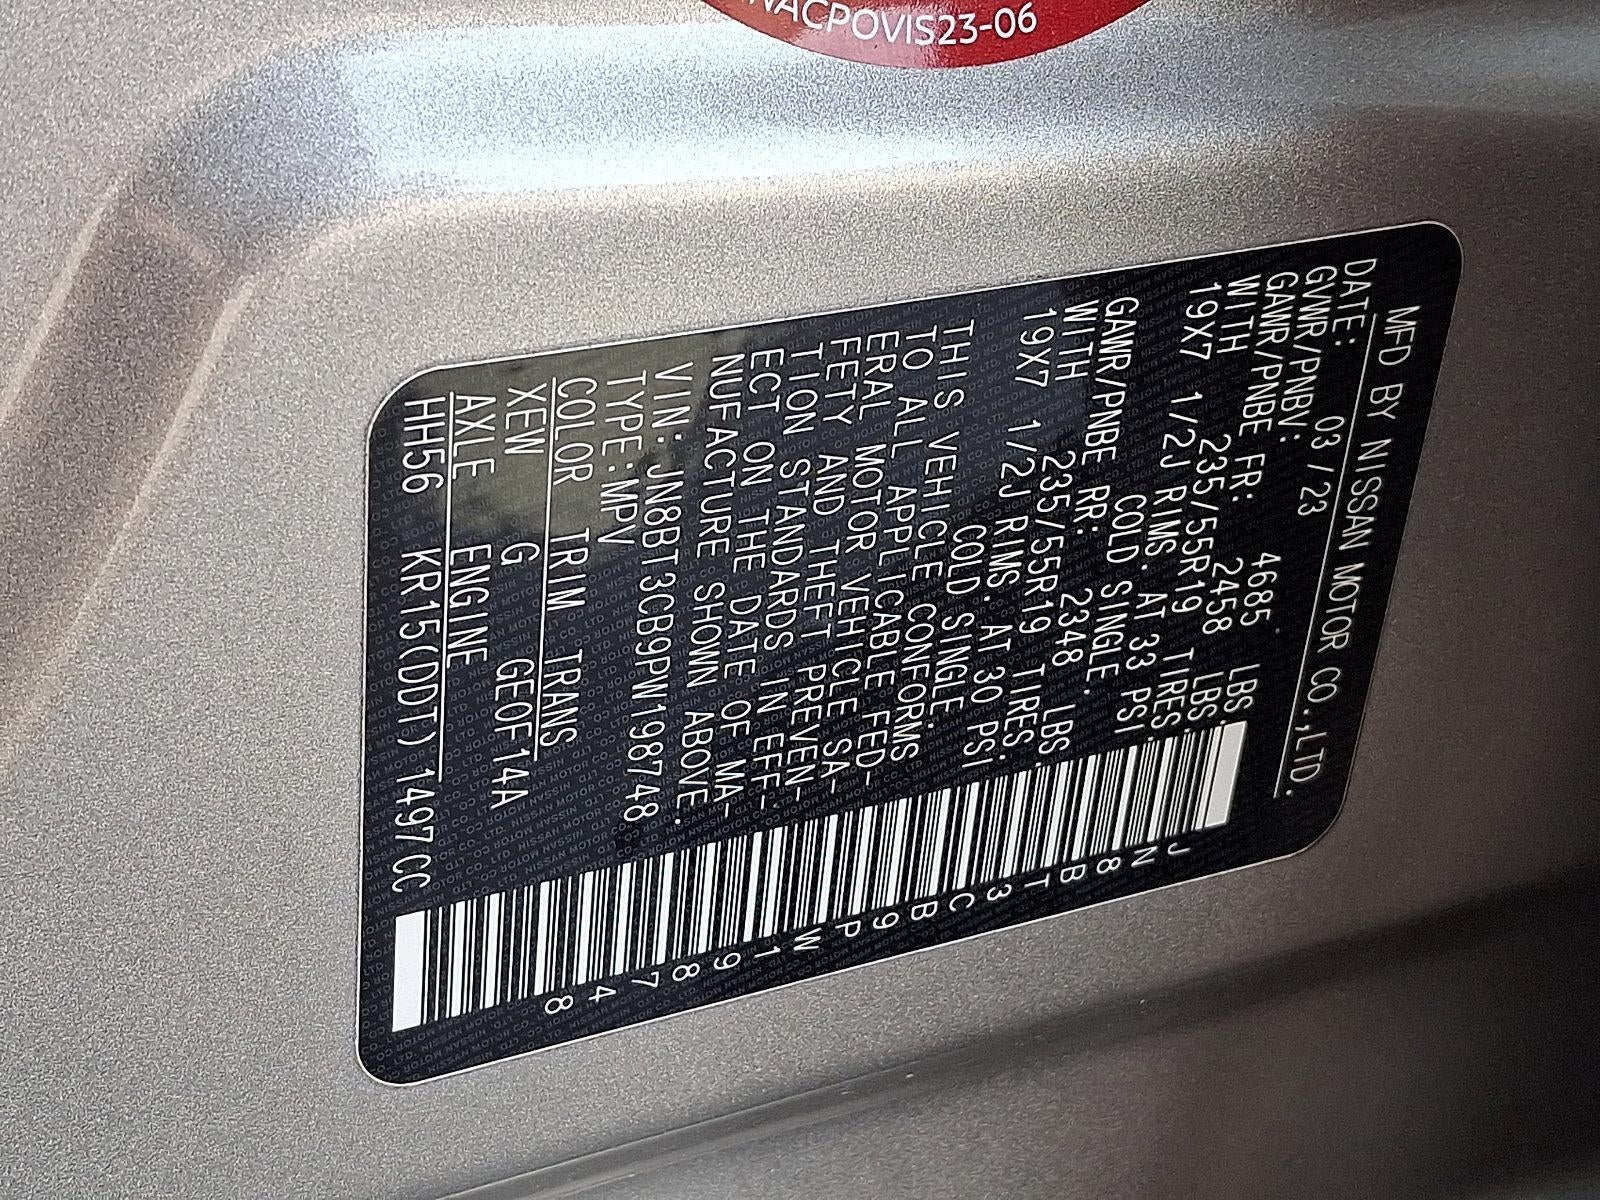 NACPOVIS23-06
MFD BY NISSAN MOTOR CO.,LTD.
DATE: 03/23
GVWR/PNBV: 4685 LBS
GAWR/PNBE FR: 2458 LBS
WITH 235/55R19 TIRES.
19X7 1/2J RIMS. AT 33 PSI
COLD SINGLE.
GAWR/PNBE RR: 2348 LBS
WITH 235/55R19 TIRES.
19X7 1/2J RIMS. AT 30 PSI
COLD SINGLE.
THIS VEHICLE CONFORMS
TO ALL APPLICABLE FED-
ERAL MOTOR VEHICLE SA-
FETY AND THEFT PREVEN-
TION STANDARDS IN EFF-
ECT ON THE DATE OF MA-
NUFACTURE SHOWN ABOVE.
VIN: JN8BT3CB9PW198748
TYPE:MPV
COLOR TRIM TRANS
XEW G GE0F14A
AXLE ENGINE
HH56 KR15(DDT)1497CC
JN8BT3CB9PW198748